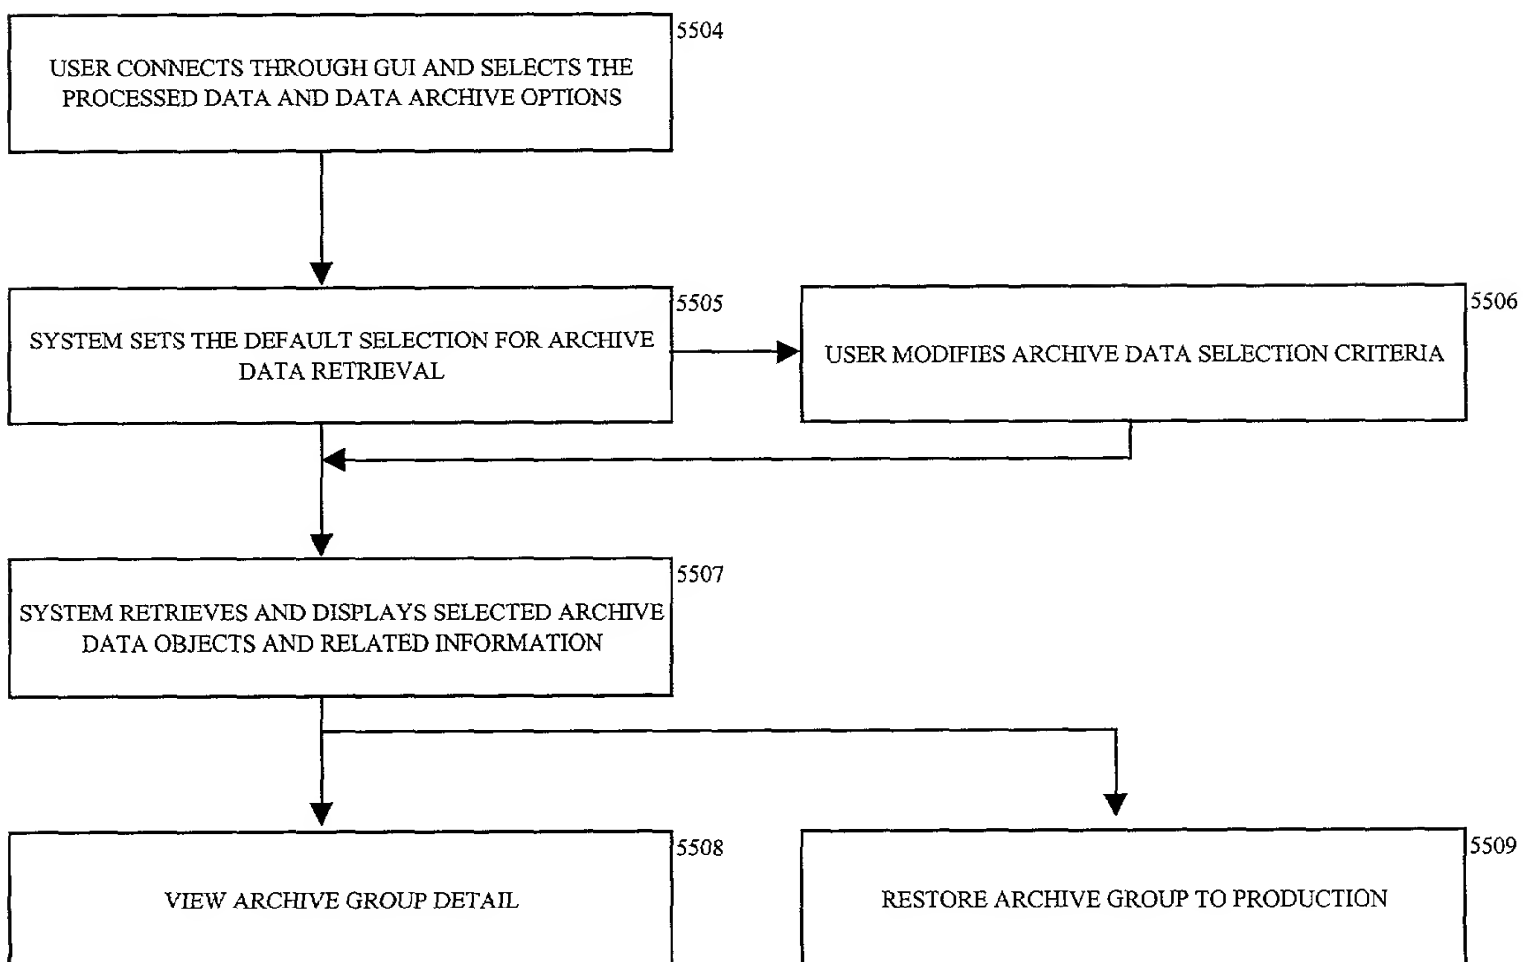 5504
USER CONNECTS THROUGH GUI AND SELECTS THE
PROCESSED DATA AND DATA ARCHIVE OPTIONS
5505
SYSTEM SETS THE DEFAULT SELECTION FOR ARCHIVE
DATA RETRIEVAL
5506
USER MODIFIES ARCHIVE DATA SELECTION CRITERIA
5507
SYSTEM RETRIEVES AND DISPLAYS SELECTED ARCHIVE
DATA OBJECTS AND RELATED INFORMATION
5508
VIEW ARCHIVE GROUP DETAIL
5509
RESTORE ARCHIVE GROUP TO PRODUCTION